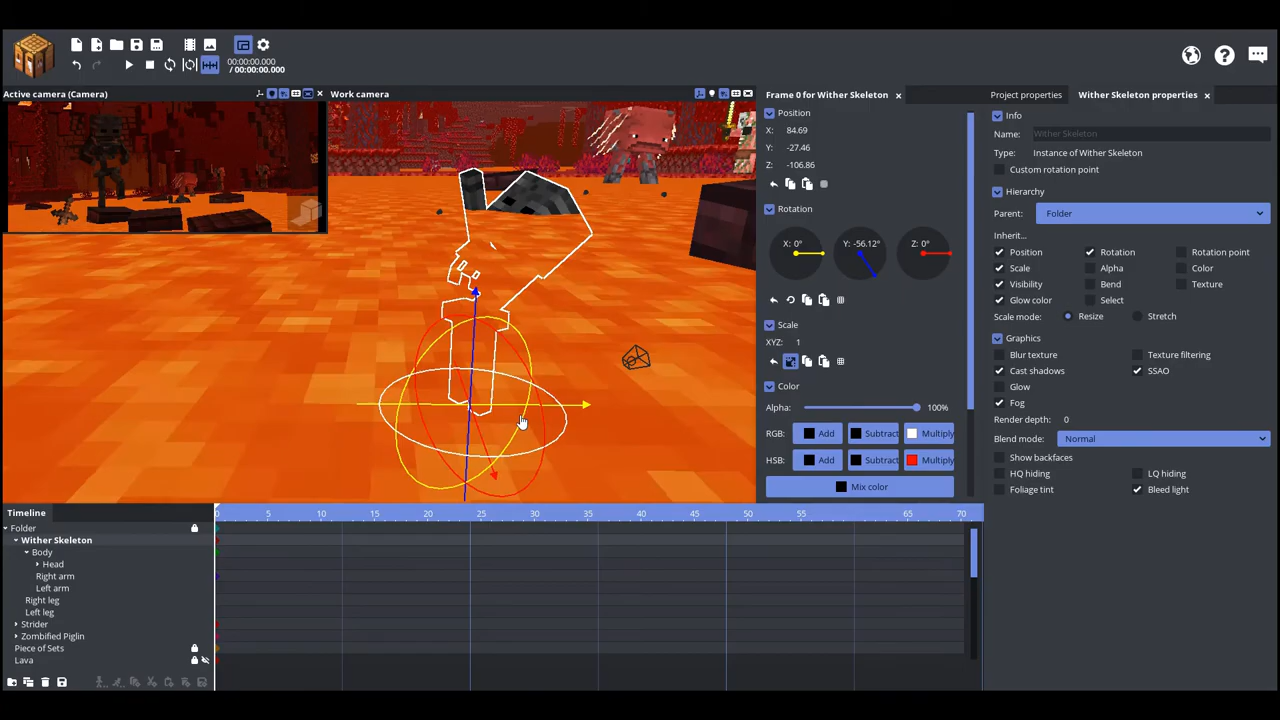 00:00:00.000
/ 00:00:00.000
Active camera (Camera)
Work camera
Frame 0 for Wither Skeleton
Position
X: 84.69
Y: -27.46
Z: -106.86
Rotation
X: 0° Y: -56.12° Z: 0°
Scale
XYZ: 1
Color
Alpha: 100%
RGB: Add Subtract Multiply
HSB: Add Subtract Multiply
Mix color
Project properties Wither Skeleton properties
Info
Name: Wither Skeleton
Type: Instance of Wither Skeleton
Custom rotation point
Hierarchy
Parent: Folder
Inherit...
Position Rotation Rotation point
Scale Alpha Color
Visibility Bend Texture
Glow color Select
Scale mode: Resize Stretch
Graphics
Blur texture Texture filtering
Cast shadows SSAO
Glow
Fog
Render depth: 0
Blend mode: Normal
Show backfaces
HQ hiding LQ hiding
Foliage tint Bleed light
Timeline
0 5 10 15 20 25 30 35 40 45 50 55 60 65 70
Folder
Wither Skeleton
Body
Head
Right arm
Left arm
Right leg
Left leg
Strider
Zombified Piglin
Piece of Sets
Lava